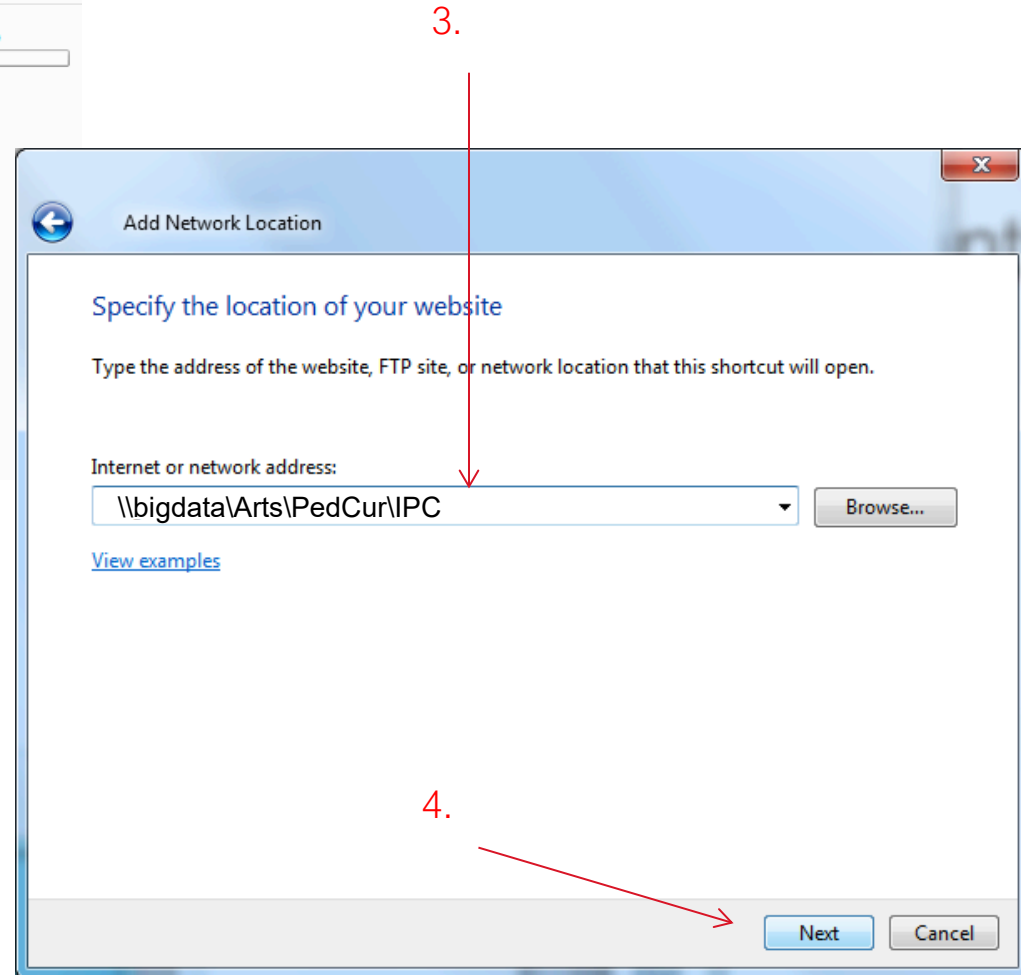 3.
Add Network Location
Specify the location of your website
Type the address of the website, FTP site, or network location that this shortcut will open.
Internet or network address:
\\bigdata\Arts\PedCur\IPC
Browse...
View examples
4.
Next
Cancel